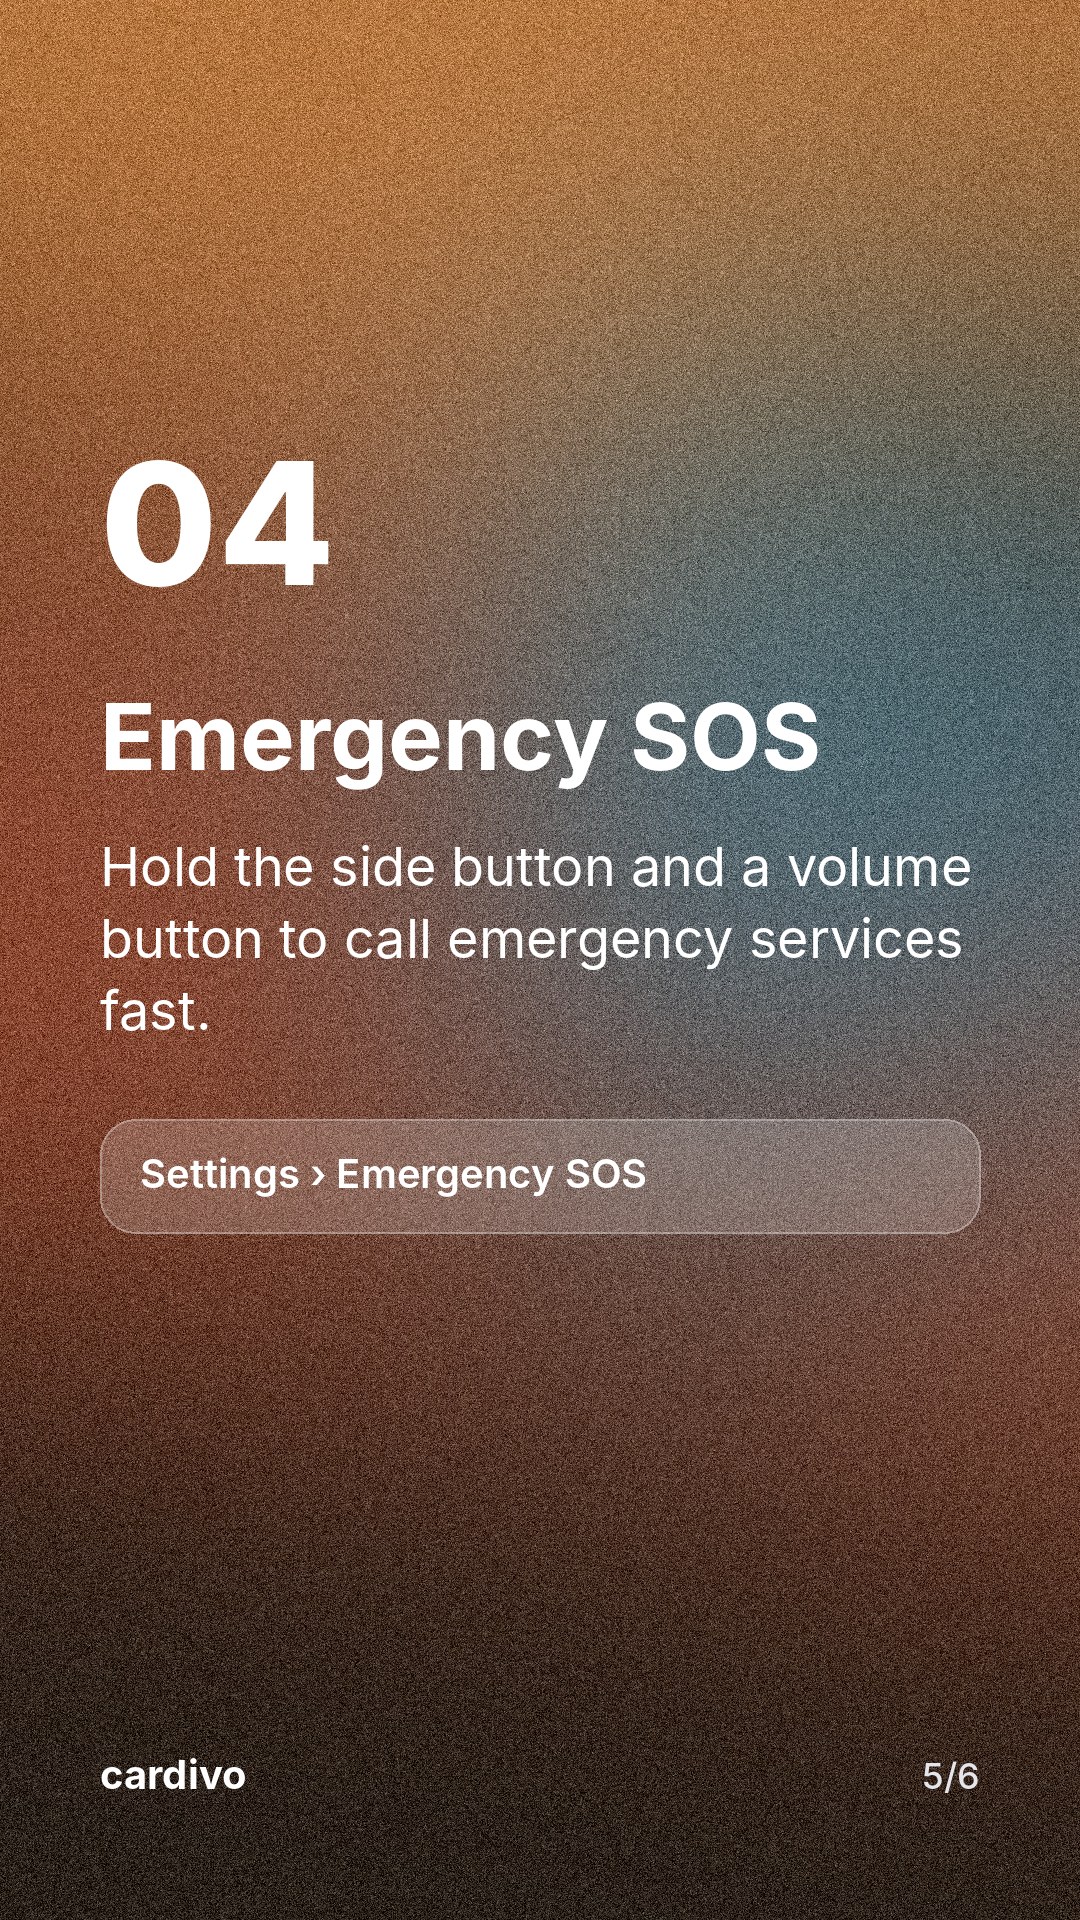 04
Emergency SOS
Hold the side button and a volume
button to call emergency services
fast.
Settings › Emergency SOS
cardivo
5/6